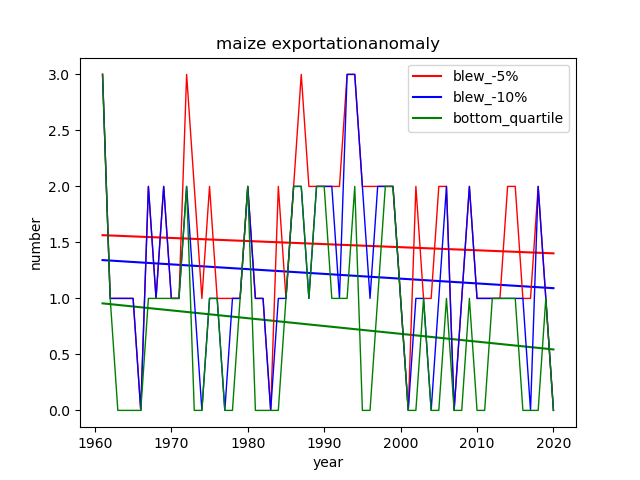 maize exportationanomaly
blew_-5%
blew_-10%
bottom_quartile
3.0
2.5
2.0
1.5
1.0
0.5
0.0
number
1960 1970 1980 1990 2000 2010 2020
year